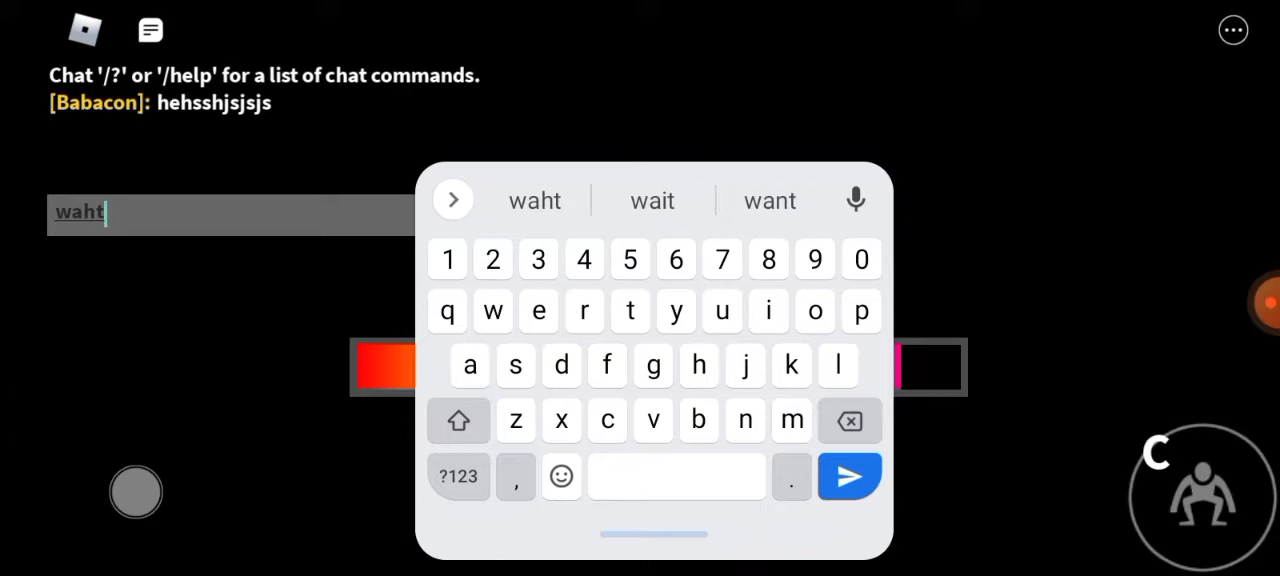 Chat '/?' or '/help' for a list of chat commands.
[Babacon]: hehsshjsjsjs
waht
waht wait want
1 2 3 4 5 6 7 8 9 0
q w e r t y u i o p
a s d f g h j k l
z x c v b n m
?123 , .
C